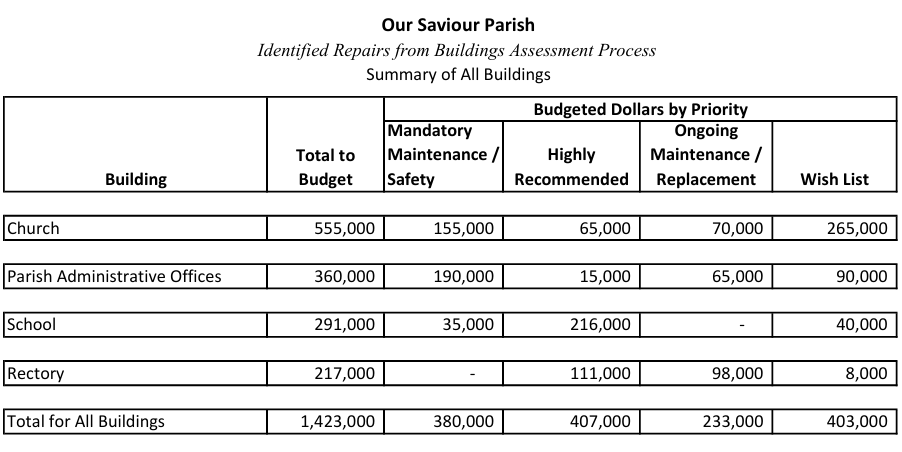 Our Saviour Parish
Identified Repairs from Buildings Assessment Process
Summary of All Buildings
Budgeted Dollars by Priority
Building Total to Budget Mandatory Maintenance / Safety Highly Recommended Ongoing Maintenance / Replacement Wish List
Church 555,000 155,000 65,000 70,000 265,000
Parish Administrative Offices 360,000 190,000 15,000 65,000 90,000
School 291,000 35,000 216,000 - 40,000
Rectory 217,000 - 111,000 98,000 8,000
Total for All Buildings 1,423,000 380,000 407,000 233,000 403,000